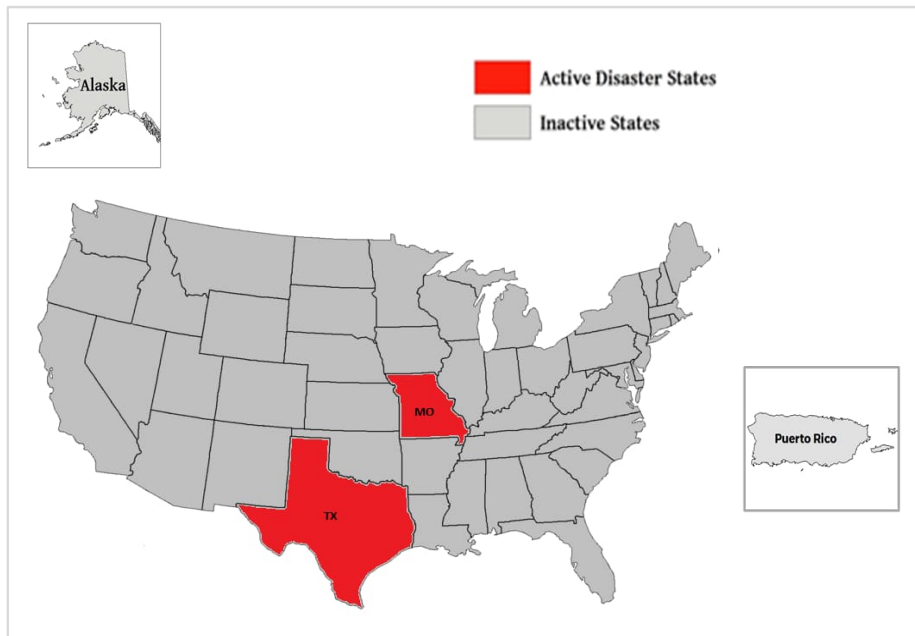 Alaska
Active Disaster States
Inactive States
MO
Puerto Rico
TX